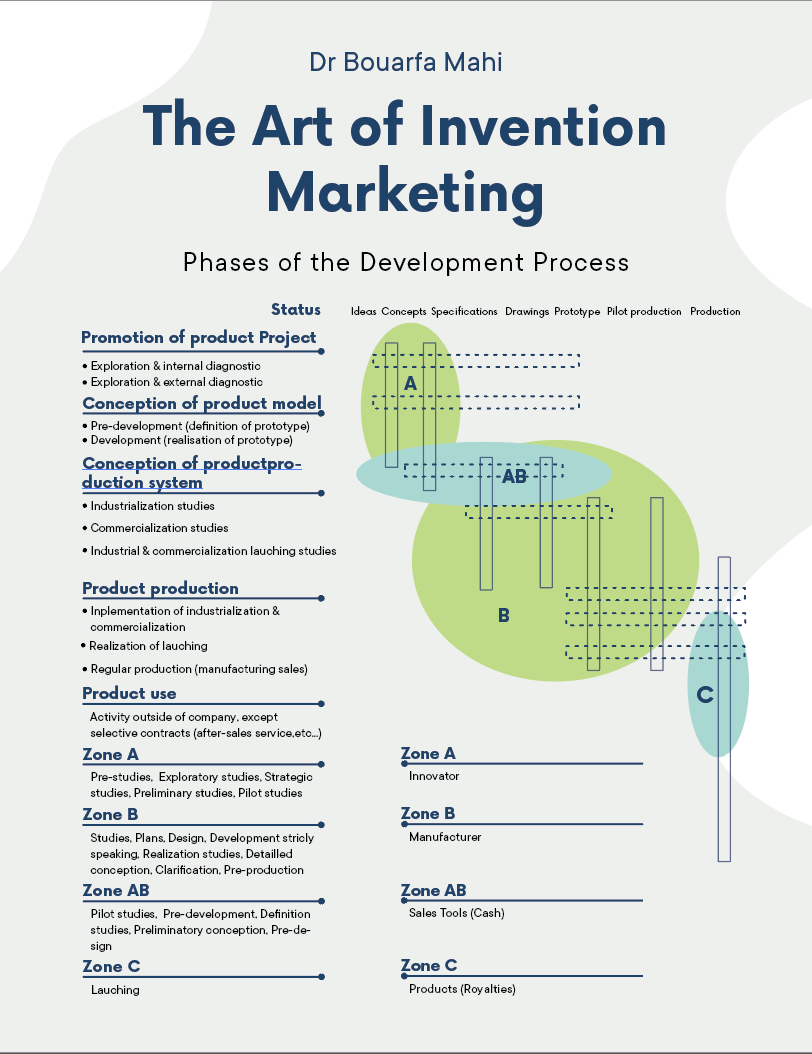 Dr Bouarfa Mahi
The Art of Invention
Marketing
Phases of the Development Process
Status
Ideas Concepts Specifications Drawings Prototype Pilot production Production
Promotion of product Project
• Exploration & internal diagnostic
• Exploration & external diagnostic
Conception of product model
• Pre-development (definition of prototype)
• Development (realisation of prototype)
Conception of productpro-
duction system
• Industrialization studies
• Commercialization studies
• Industrial & commercialization lauching studies
Product production
• Inplementation of industrialization &
commercialization
• Realization of lauching
• Regular production (manufacturing sales)
Product use
Activity outside of company, except
selective contracts (after-sales service,etc...)
A
AB
B
C
Zone A
Pre-studies, Exploratory studies, Strategic
studies, Preliminary studies, Pilot studies
Zone B
Studies, Plans, Design, Development stricly
speaking, Realization studies, Detailled
conception, Clarification, Pre-production
Zone AB
Pilot studies, Pre-development, Definition
studies, Preliminatory conception, Pre-de-
sign
Zone C
Lauching
Zone A
Innovator
Zone B
Manufacturer
Zone AB
Sales Tools (Cash)
Zone C
Products (Royalties)